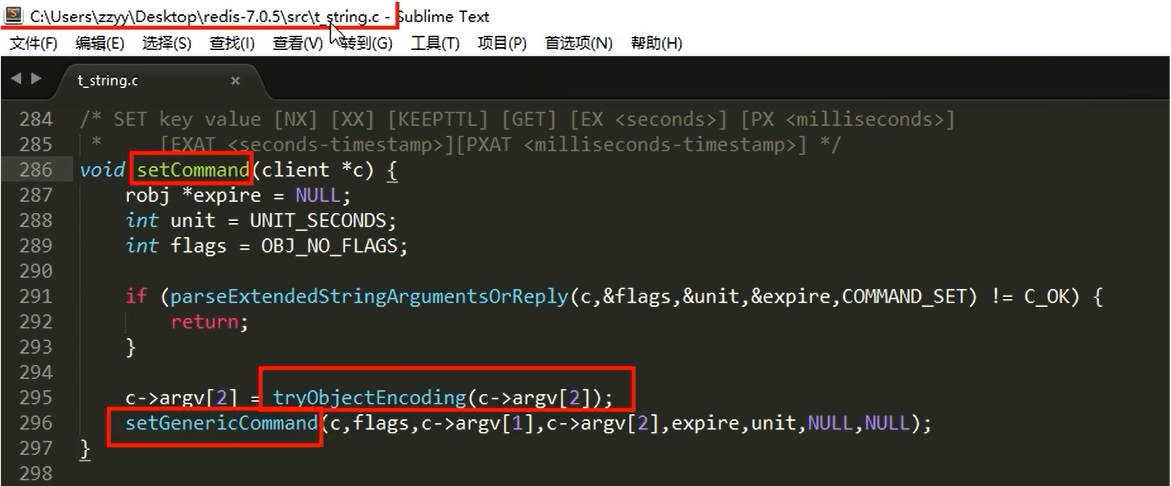 C:\Users\zzyy\Desktop\redis-7.0.5\src\t_string.c - Sublime Text
文件(F) 编辑(E) 选择(S) 查找(I) 查看(V) 转到(G) 工具(T) 项目(P) 首选项(N) 帮助(H)
t_string.c ×
284 /* SET key value [NX] [XX] [KEEPTTL] [GET] [EX <seconds>] [PX <milliseconds>]
285  *     [EXAT <seconds-timestamp>][PXAT <milliseconds-timestamp>] */
286 void setCommand(client *c) {
287     robj *expire = NULL;
288     int unit = UNIT_SECONDS;
289     int flags = OBJ_NO_FLAGS;
290
291     if (parseExtendedStringArgumentsOrReply(c,&flags,&unit,&expire,COMMAND_SET) != C_OK) {
292         return;
293     }
294
295     c->argv[2] = tryObjectEncoding(c->argv[2]);
296     setGenericCommand(c,flags,c->argv[1],c->argv[2],expire,unit,NULL,NULL);
297 }
298